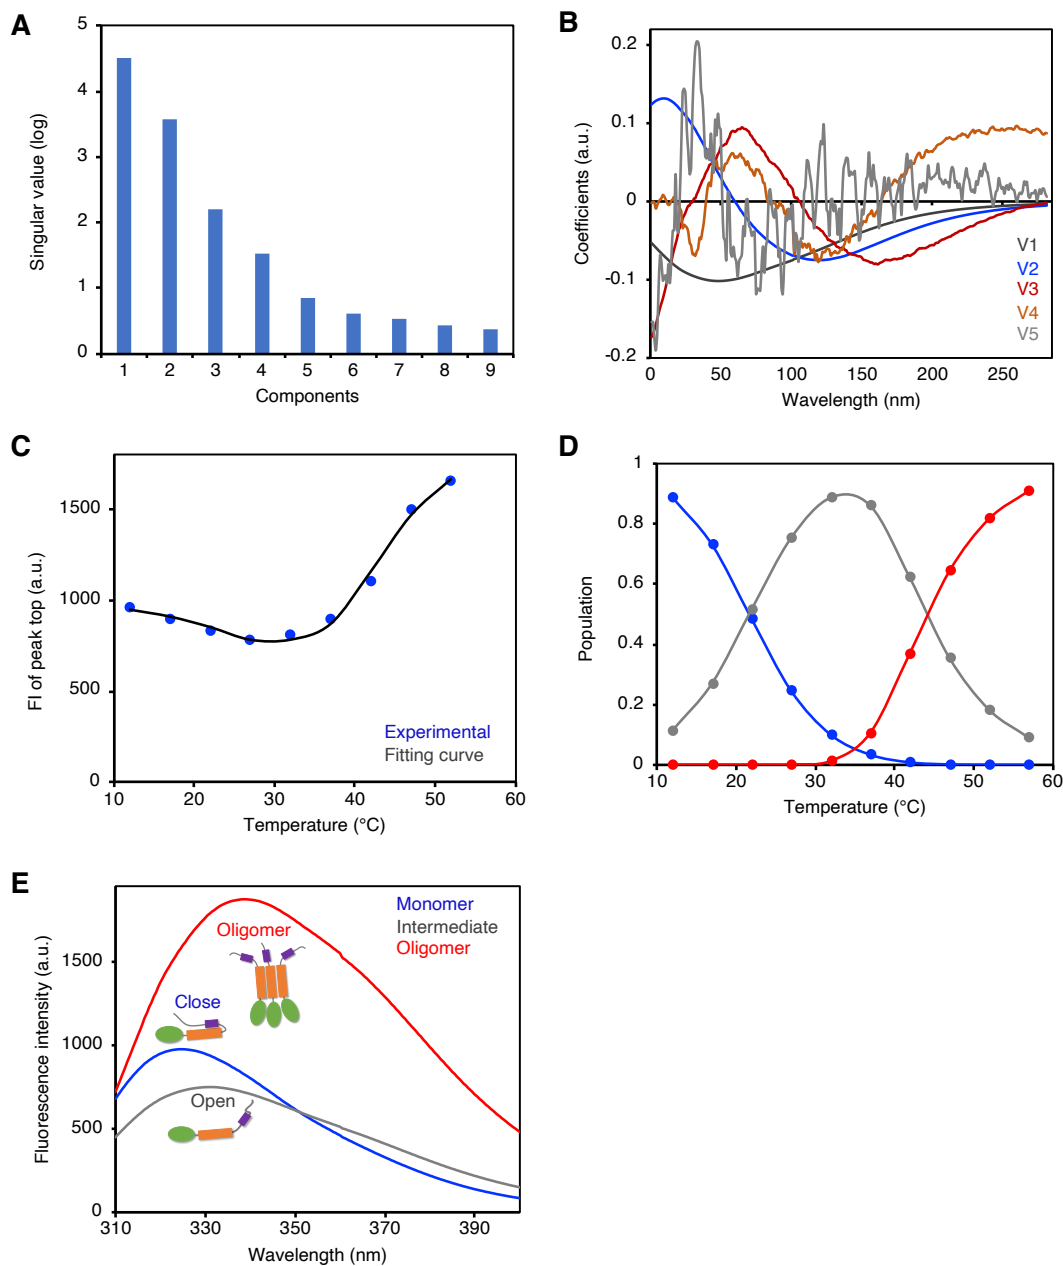 A
5
4
3
2
1
0
Singular value (log)
1 2 3 4 5 6 7 8 9
Components
B
0.2
0.1
0
-0.1
-0.2
Coefficients (a.u.)
V1
V2
V3
V4
V5
0 50 100 150 200 250
Wavelength (nm)
C
1500
1000
500
0
FI of peak top (a.u.)
Experimental
Fitting curve
10 20 30 40 50 60
Temperature (°C)
D
1
0.8
0.6
0.4
0.2
0
Population
10 20 30 40 50 60
Temperature (°C)
E
1500
1000
500
0
Fluorescence intensity (a.u.)
Monomer
Intermediate
Oligomer
Oligomer
Close
Open
310 330 350 370 390
Wavelength (nm)